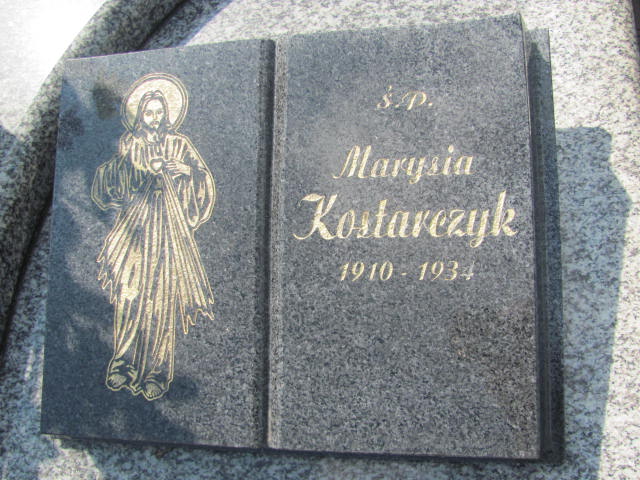 ś.p.
Marysia
Kostarczyk
1910 - 1934